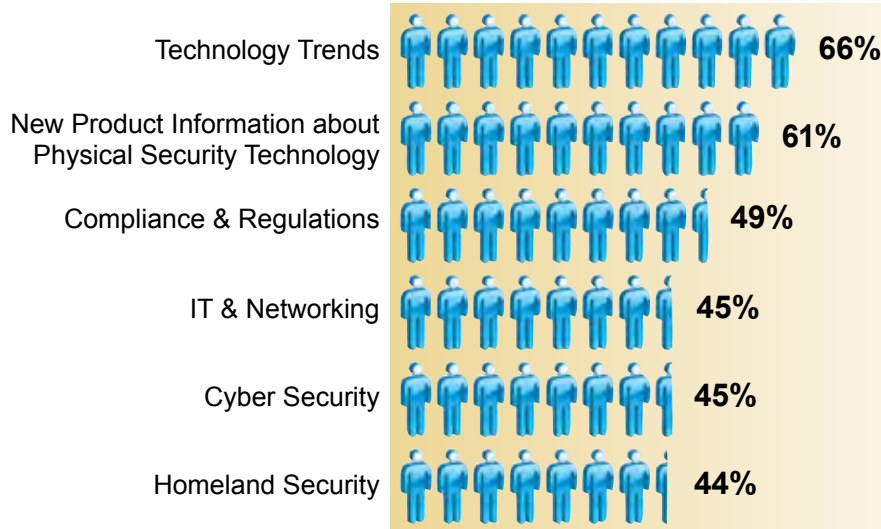 Technology Trends
66%
New Product Information about
Physical Security Technology
61%
Compliance & Regulations
49%
IT & Networking
45%
Cyber Security
45%
Homeland Security
44%